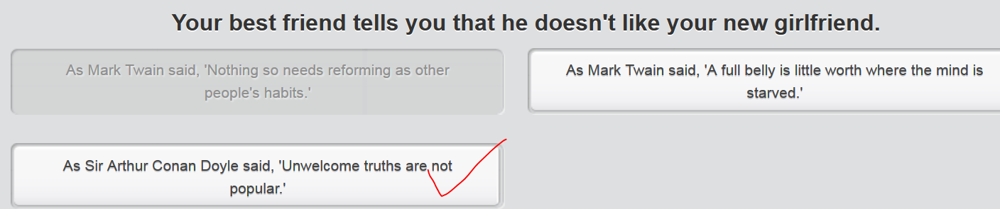 Your best friend tells you that he doesn't like your new girlfriend.
As Mark Twain said, 'Nothing so needs reforming as other
people's habits.'
As Mark Twain said, 'A full belly is little worth where the mind is
starved.'
As Sir Arthur Conan Doyle said, 'Unwelcome truths are not
popular.'